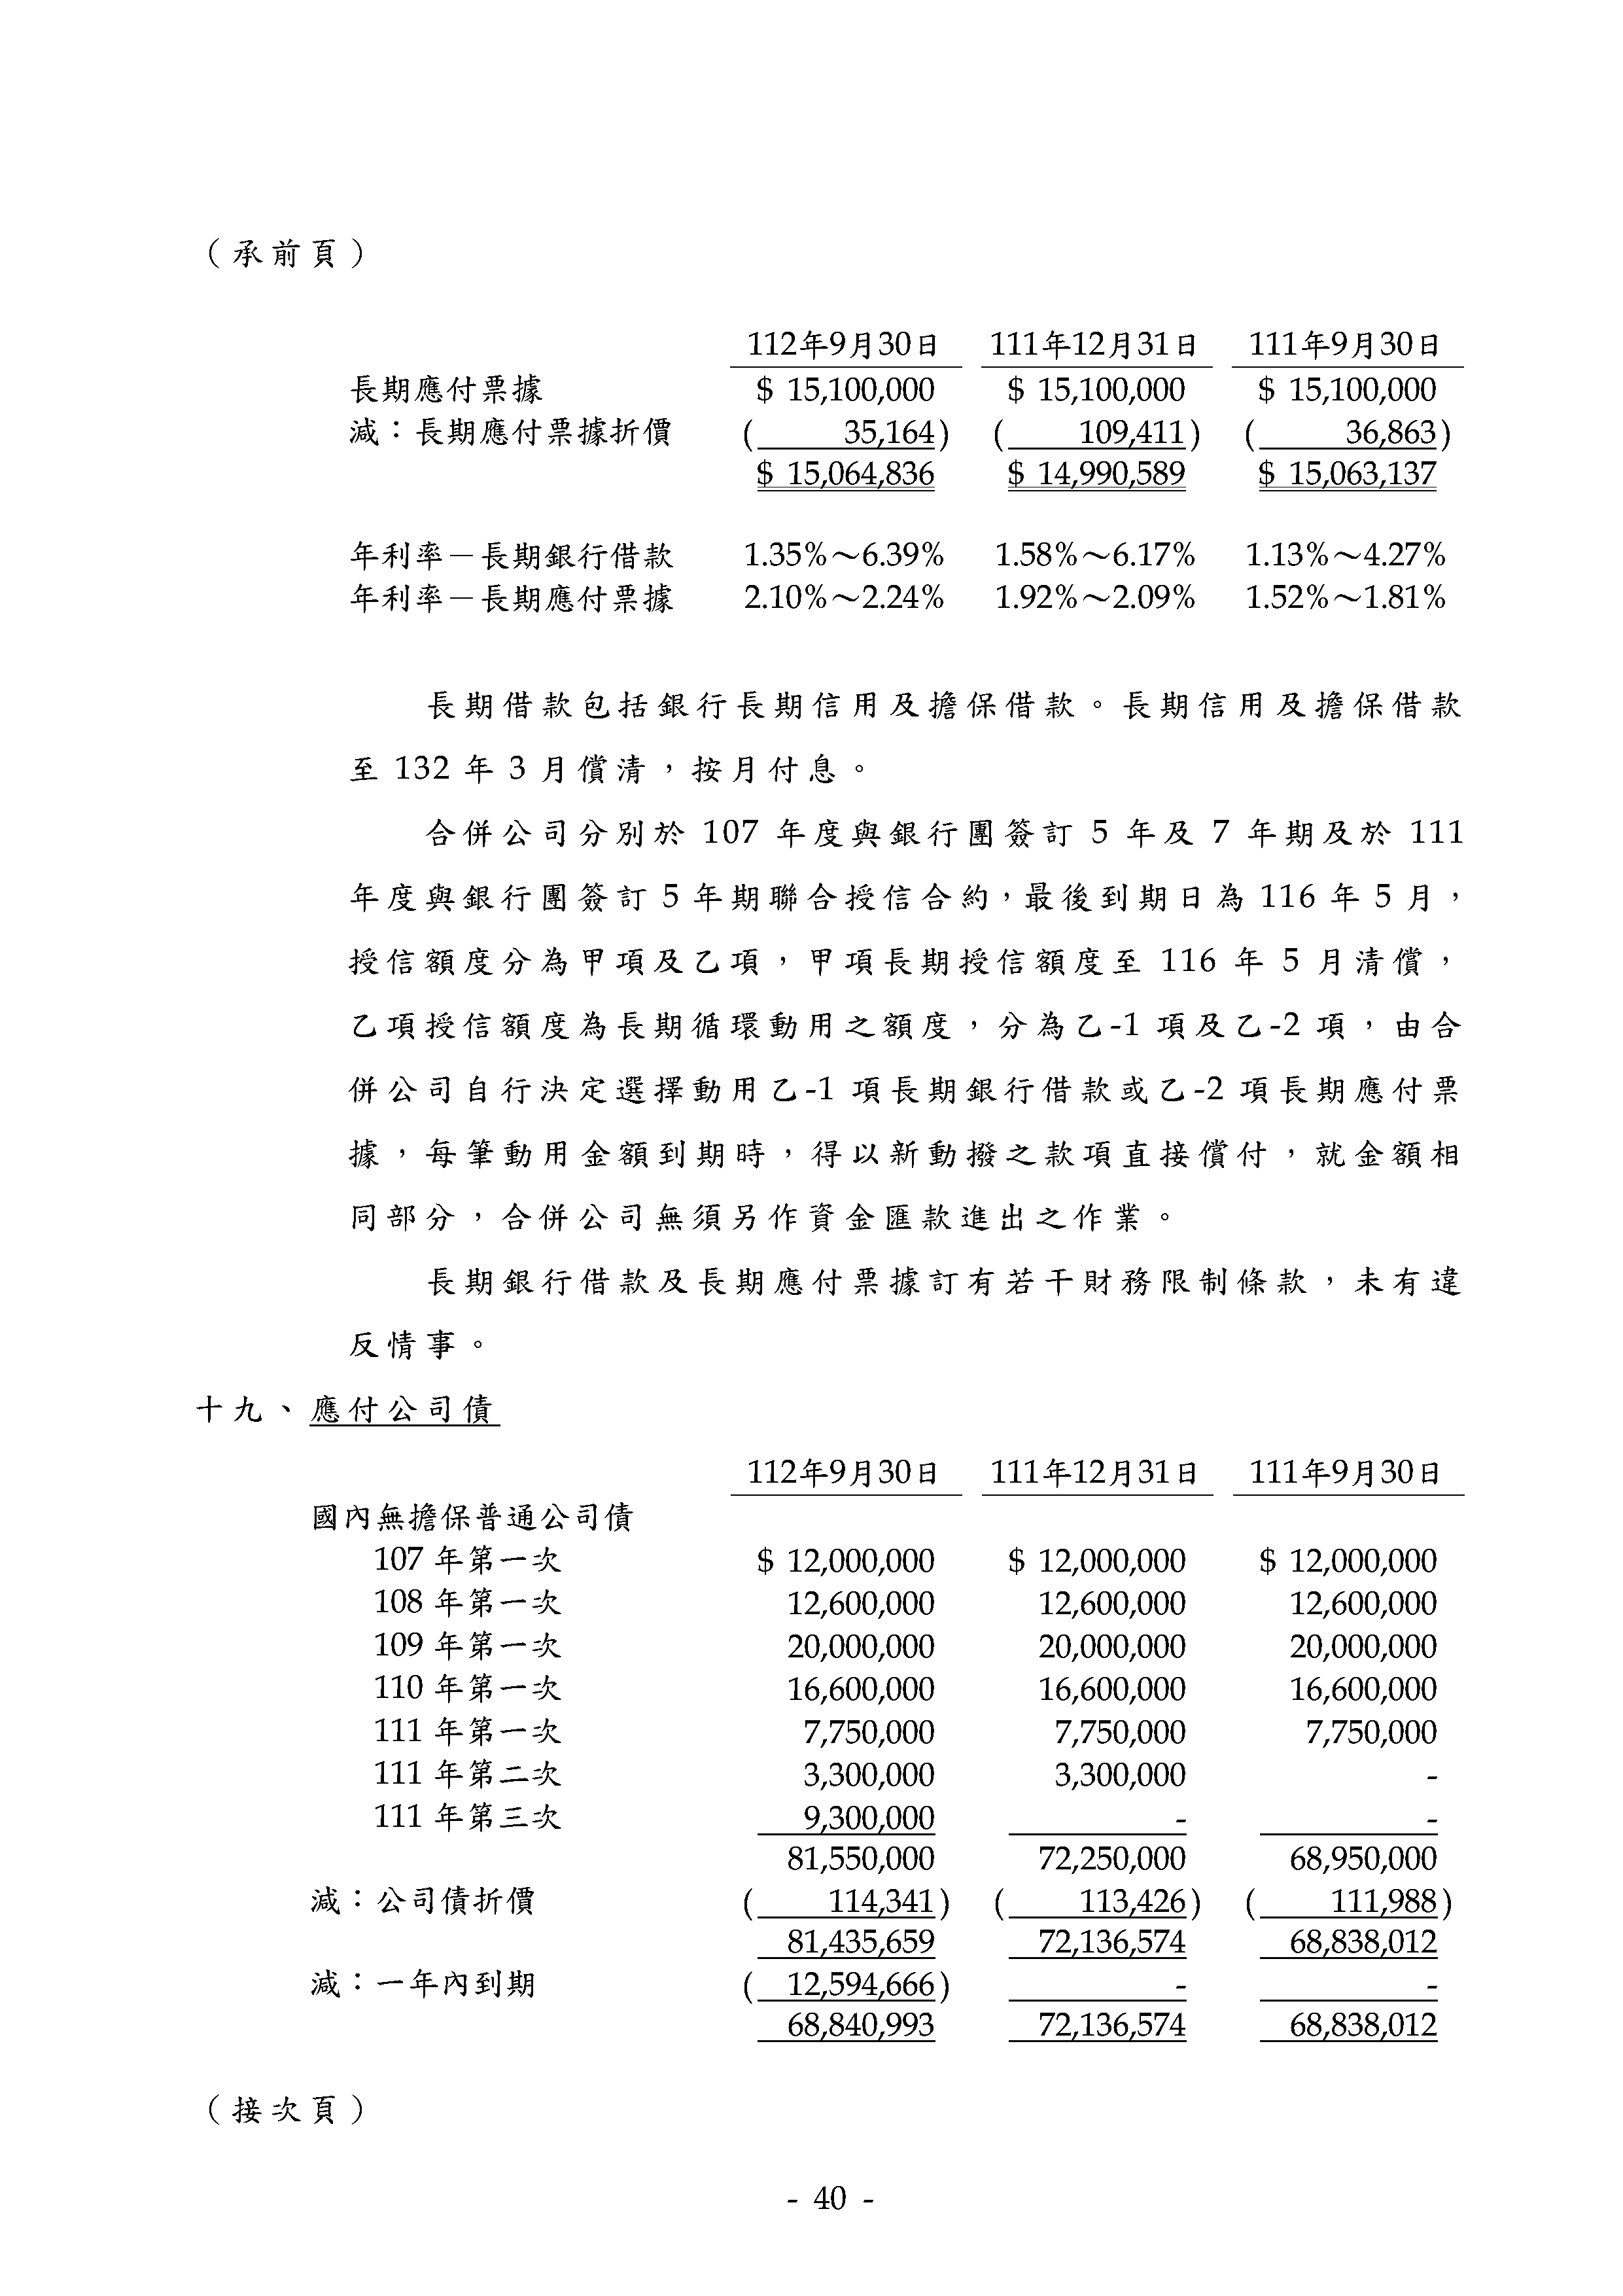 （承前頁）
112年9月30日 111年12月31日 111年9月30日
長期應付票據 $ 15,100,000 $ 15,100,000 $ 15,100,000
減：長期應付票據折價 ( 35,164) ( 109,411) ( 36,863)
$ 15,064,836 $ 14,990,589 $ 15,063,137
年利率－長期銀行借款 1.35%～6.39% 1.58%～6.17% 1.13%～4.27%
年利率－長期應付票據 2.10%～2.24% 1.92%～2.09% 1.52%～1.81%
長期借款包括銀行長期信用及擔保借款。長期信用及擔保借款
至 132 年 3 月償清，按月付息。
合併公司分別於 107 年度與銀行團簽訂 5 年及 7 年期及於 111
年度與銀行團簽訂 5 年期聯合授信合約，最後到期日為 116 年 5 月，
授信額度分為甲項及乙項，甲項長期授信額度至 116 年 5 月清償，
乙項授信額度為長期循環動用之額度，分為乙-1 項及乙-2 項，由合
併公司自行決定選擇動用乙-1 項長期銀行借款或乙-2 項長期應付票
據，每筆動用金額到期時，得以新動撥之款項直接償付，就金額相
同部分，合併公司無須另作資金匯款進出之作業。
長期銀行借款及長期應付票據訂有若干財務限制條款，未有違
反情事。
十九、應付公司債
112年9月30日 111年12月31日 111年9月30日
國內無擔保普通公司債
107 年第一次 $ 12,000,000 $ 12,000,000 $ 12,000,000
108 年第一次 12,600,000 12,600,000 12,600,000
109 年第一次 20,000,000 20,000,000 20,000,000
110 年第一次 16,600,000 16,600,000 16,600,000
111 年第一次 7,750,000 7,750,000 7,750,000
111 年第二次 3,300,000 3,300,000 -
111 年第三次 9,300,000 - -
81,550,000 72,250,000 68,950,000
減：公司債折價 ( 114,341) ( 113,426) ( 111,988)
81,435,659 72,136,574 68,838,012
減：一年內到期 ( 12,594,666) - -
68,840,993 72,136,574 68,838,012
（接次頁）
- 40 -